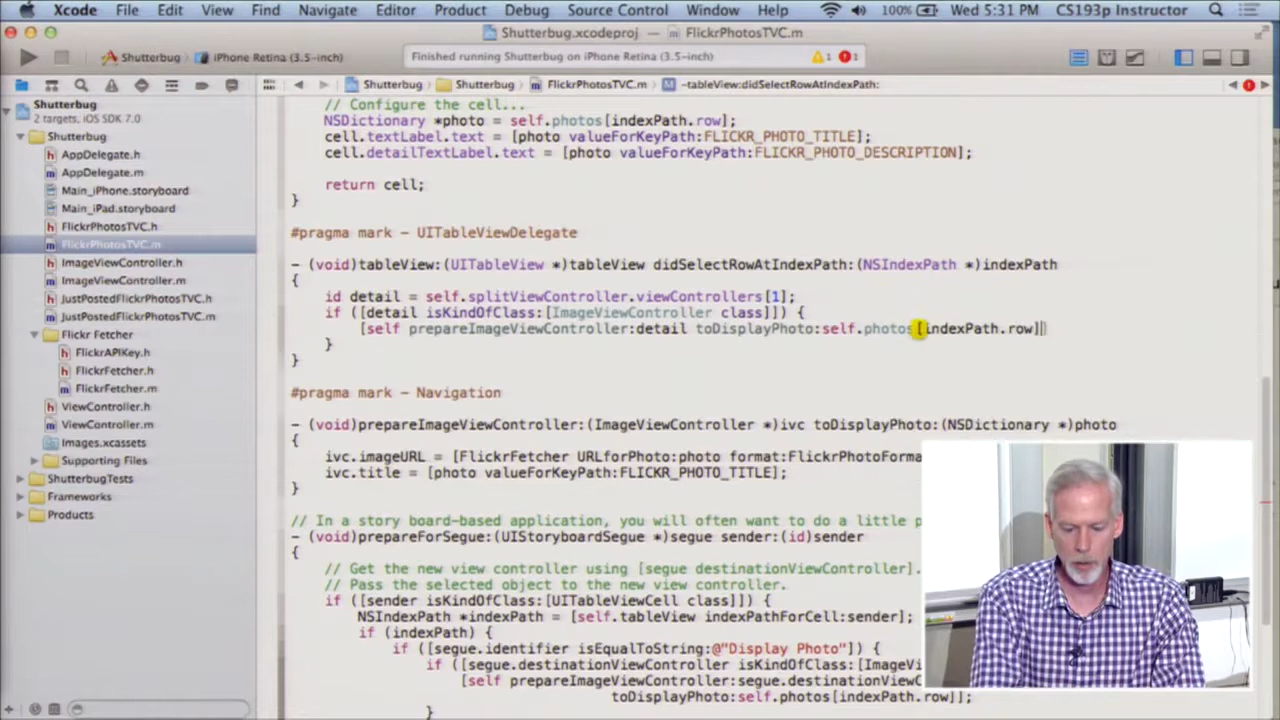 Xcode File Edit View Find Navigate Editor Product Debug Source Control Window Help 100% Wed 5:31 PM CS193p Instructor
Shutterbug.xcodeproj — FlickrPhotosTVC.m
Shutterbug iPhone Retina (3.5-inch) Finished running Shutterbug on iPhone Retina (3.5-inch) 1 1
Shutterbug Shutterbug FlickrPhotosTVC.m M -tableView:didSelectRowAtIndexPath:
Shutterbug
2 targets, iOS SDK 7.0
Shutterbug
h AppDelegate.h
m AppDelegate.m
Main_iPhone.storyboard
Main_iPad.storyboard
h FlickrPhotosTVC.h
m FlickrPhotosTVC.m
h ImageViewController.h
m ImageViewController.m
h JustPostedFlickrPhotosTVC.h
m JustPostedFlickrPhotosTVC.m
Flickr Fetcher
h FlickrAPIKey.h
h FlickrFetcher.h
m FlickrFetcher.m
h ViewController.h
m ViewController.m
Images.xcassets
Supporting Files
ShutterbugTests
Frameworks
Products
// Configure the cell...
NSDictionary *photo = self.photos[indexPath.row];
cell.textLabel.text = [photo valueForKeyPath:FLICKR_PHOTO_TITLE];
cell.detailTextLabel.text = [photo valueForKeyPath:FLICKR_PHOTO_DESCRIPTION];
return cell;
}
#pragma mark - UITableViewDelegate
- (void)tableView:(UITableView *)tableView didSelectRowAtIndexPath:(NSIndexPath *)indexPath
{
id detail = self.splitViewController.viewControllers[1];
if ([detail isKindOfClass:[ImageViewController class]]) {
[self prepareImageViewController:detail toDisplayPhoto:self.photos[indexPath.row]]
}
}
#pragma mark - Navigation
- (void)prepareImageViewController:(ImageViewController *)ivc toDisplayPhoto:(NSDictionary *)photo
{
ivc.imageURL = [FlickrFetcher URLforPhoto:photo format:FlickrPhotoForma
ivc.title = [photo valueForKeyPath:FLICKR_PHOTO_TITLE];
}
// In a story board-based application, you will often want to do a little p
- (void)prepareForSegue:(UIStoryboardSegue *)segue sender:(id)sender
{
// Get the new view controller using [segue destinationViewController].
// Pass the selected object to the new view controller.
if ([sender isKindOfClass:[UITableViewCell class]]) {
NSIndexPath *indexPath = [self.tableView indexPathForCell:sender];
if (indexPath) {
if ([segue.identifier isEqualToString:@"Display Photo"]) {
if ([segue.destinationViewController isKindOfClass:[ImageV
[self prepareImageViewController:segue.destinationView
toDisplayPhoto:self.photos[indexPath.row]];
}